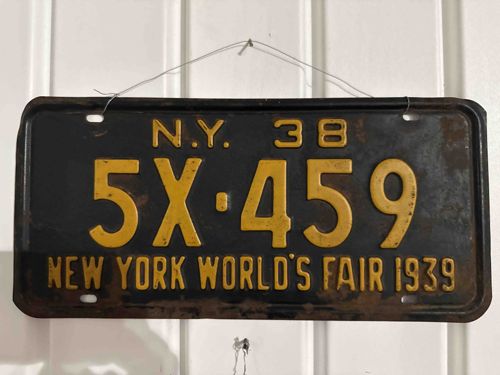 N.Y. 38
5X·459
NEW YORK WORLD'S FAIR 1939